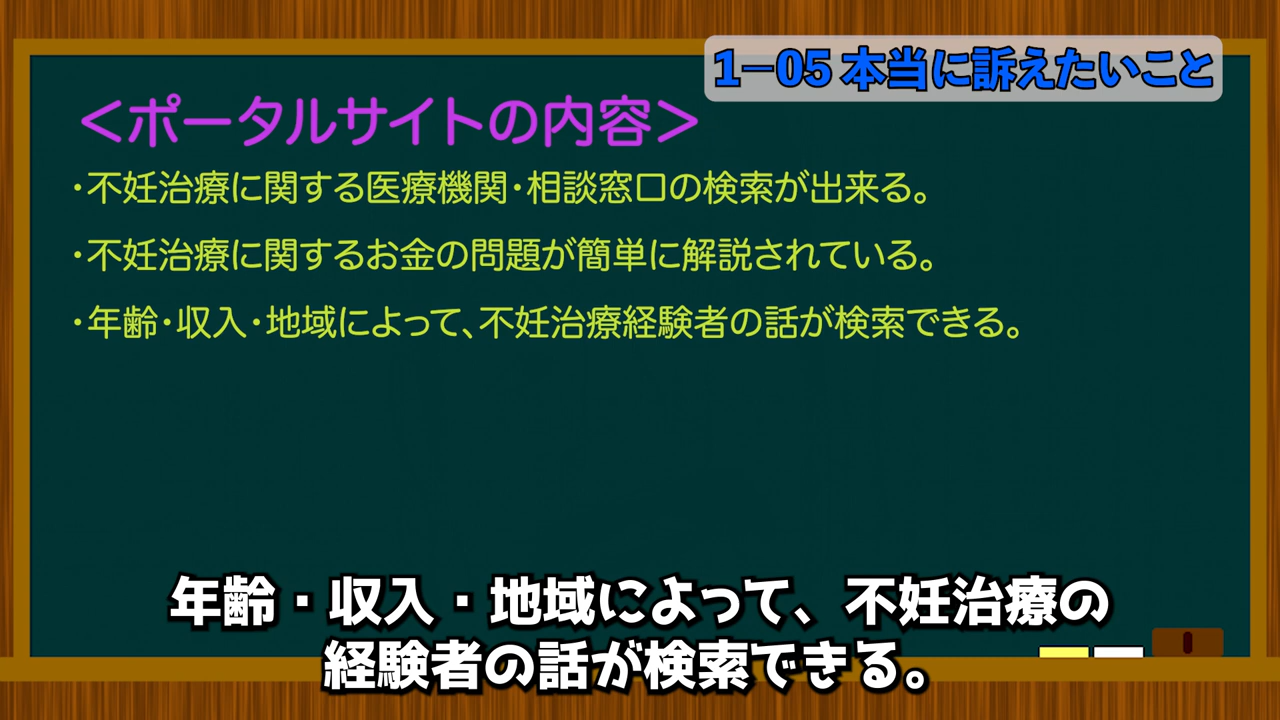 1－05 本当に訴えたいこと
＜ポータルサイトの内容＞
・不妊治療に関する医療機関・相談窓口の検索が出来る。
・不妊治療に関するお金の問題が簡単に解説されている。
・年齢・収入・地域によって、不妊治療経験者の話が検索できる。
年齢・収入・地域によって、不妊治療の
経験者の話が検索できる。